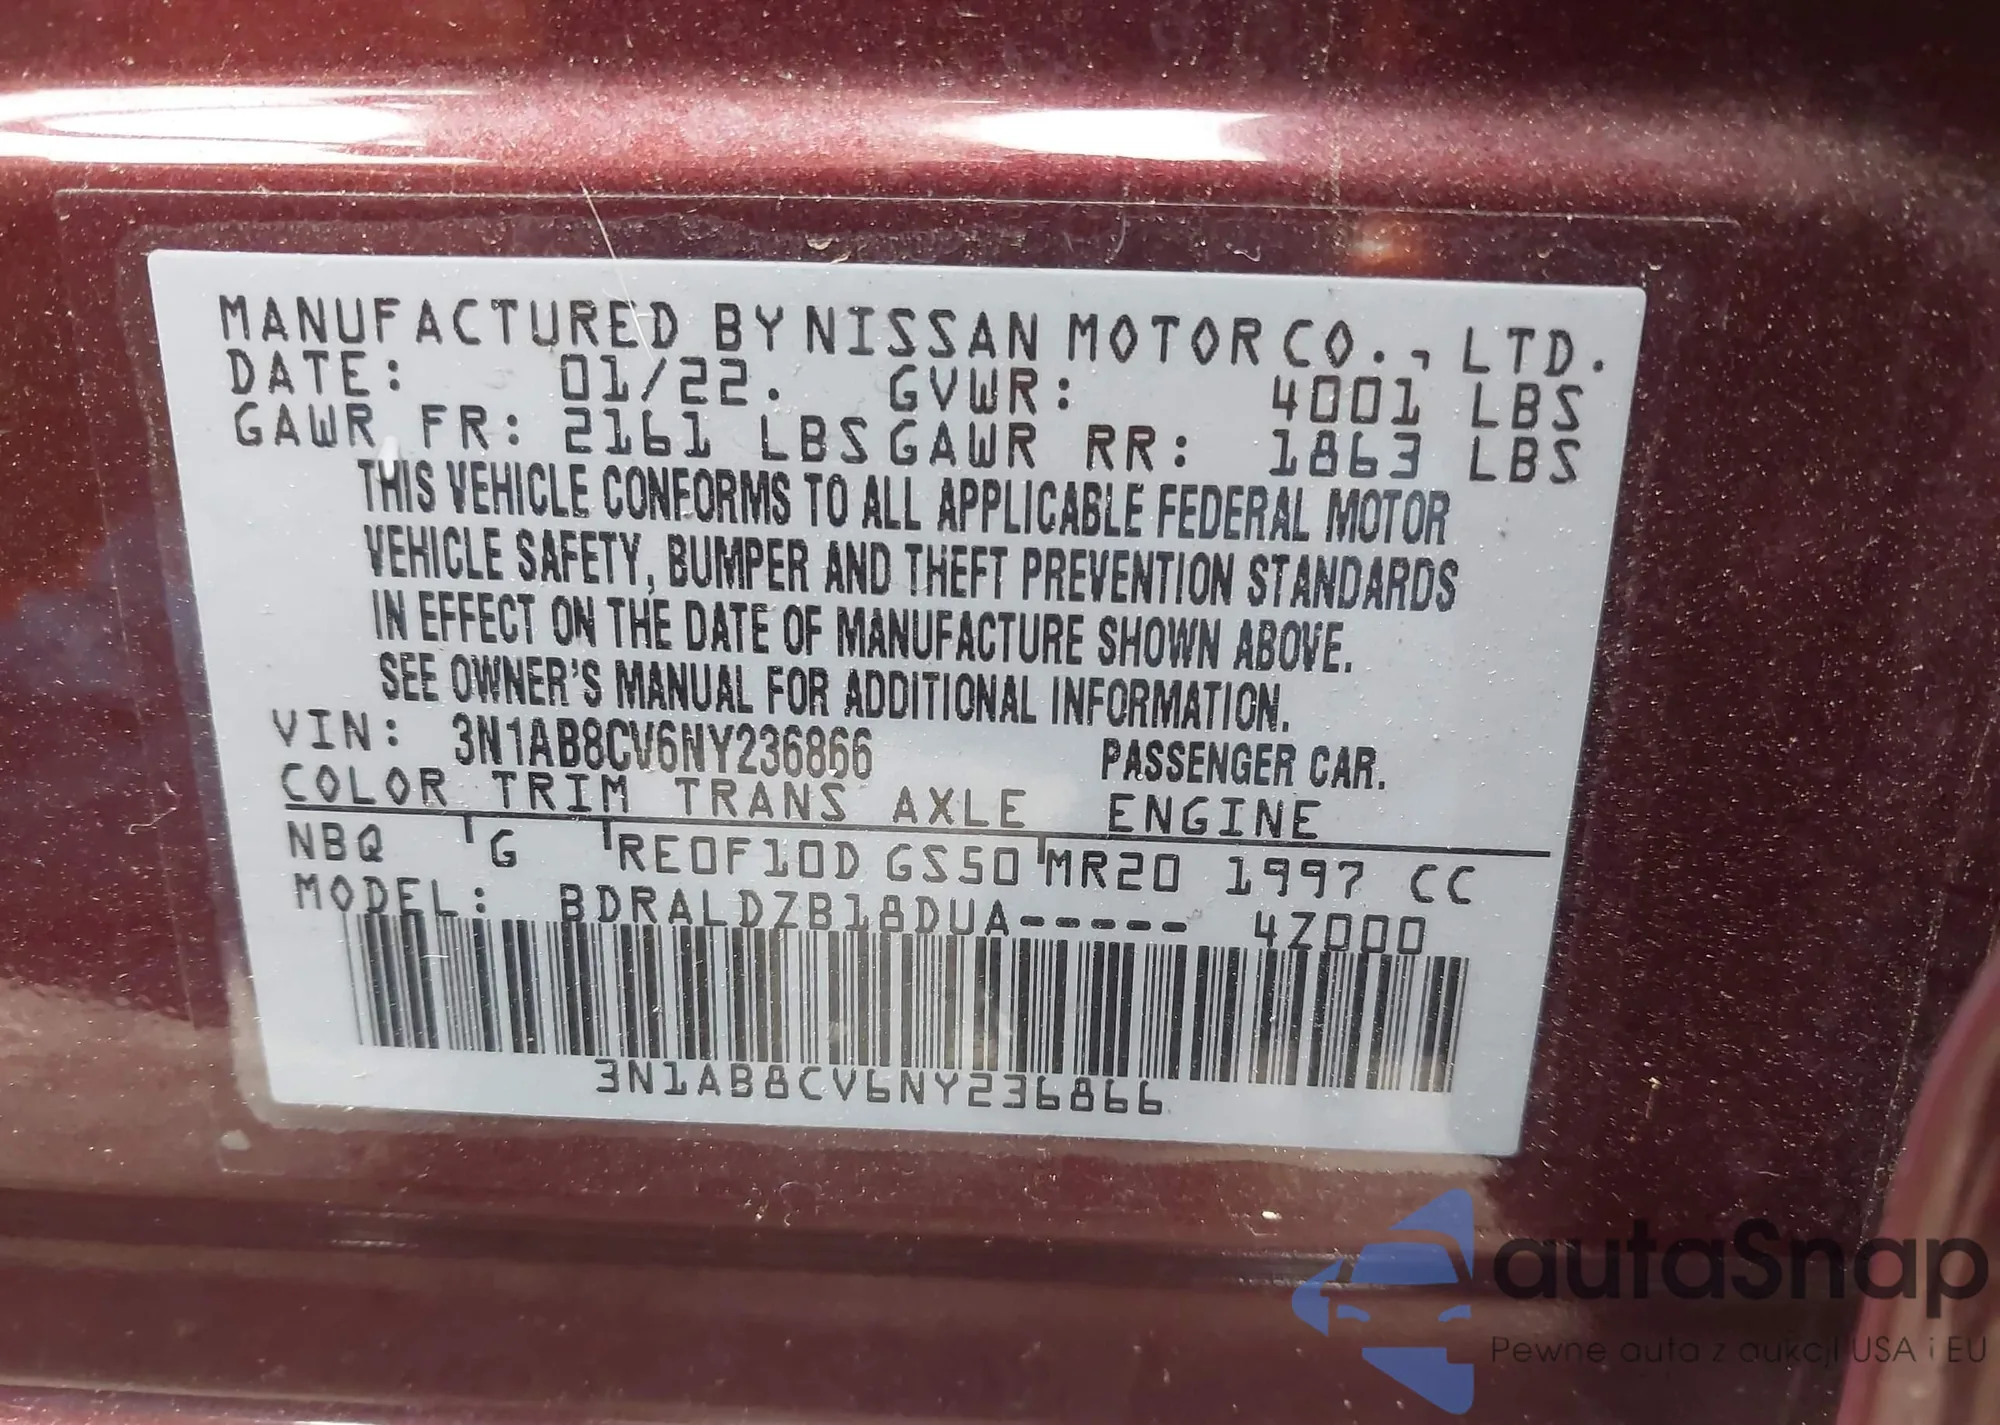 MANUFACTURED BY NISSAN MOTOR CO., LTD.
DATE: 01/22. GVWR: 4001 LBS
GAWR FR: 2161 LBS GAWR RR: 1863 LBS
THIS VEHICLE CONFORMS TO ALL APPLICABLE FEDERAL MOTOR
VEHICLE SAFETY, BUMPER AND THEFT PREVENTION STANDARDS
IN EFFECT ON THE DATE OF MANUFACTURE SHOWN ABOVE.
SEE OWNER'S MANUAL FOR ADDITIONAL INFORMATION.
VIN: 3N1AB8CV6NY236866 PASSENGER CAR.
COLOR TRIM TRANS AXLE ENGINE
NBQ G RE0F10D GS50 MR20 1997 CC
MODEL: BDRALDZB18DUA----- 4Z000
3N1AB8CV6NY236866
autaSnap
Pewne auta z aukcji USA i EU